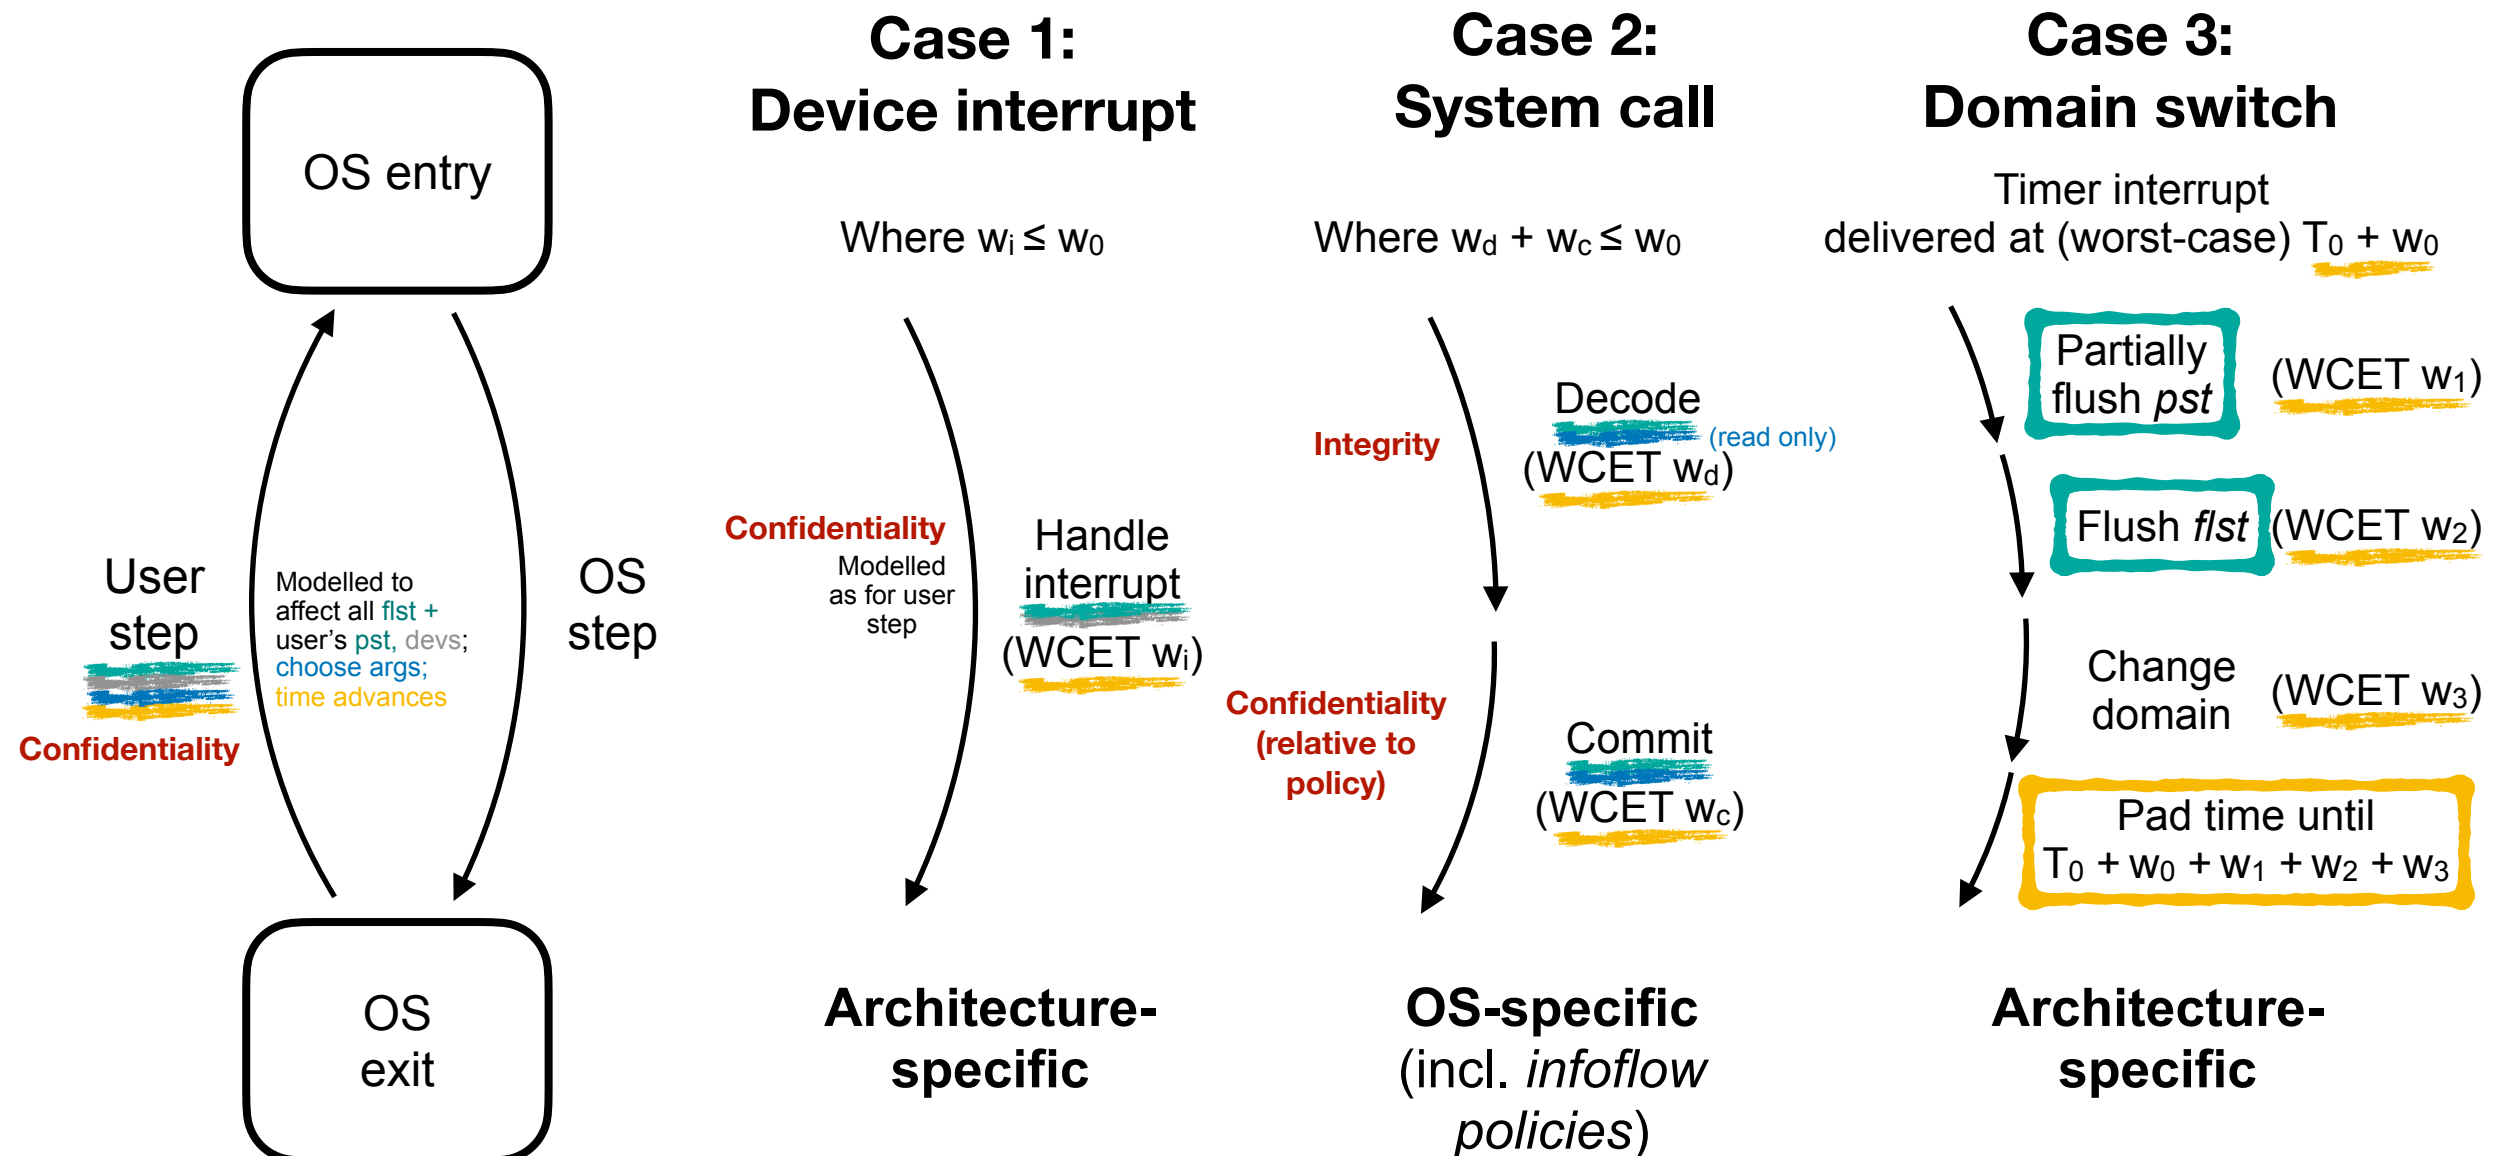 OS entry
User
step
Confidentiality
Modelled to
affect all flst +
user's pst, devs;
choose args;
time advances
OS
step
OS
exit
Case 1:
Device interrupt
Where wᵢ ≤ w₀
Confidentiality
Modelled
as for user
step
Handle
interrupt
(WCET wᵢ)
Architecture-
specific
Case 2:
System call
Where w_d + w_c ≤ w₀
Integrity
Decode
(read only)
(WCET w_d)
Confidentiality
(relative to
policy)
Commit
(WCET w_c)
OS-specific
(incl. infoflow
policies)
Case 3:
Domain switch
Timer interrupt
delivered at (worst-case) T₀ + w₀
Partially
flush pst
(WCET w₁)
Flush flst
(WCET w₂)
Change
domain
(WCET w₃)
Pad time until
T₀ + w₀ + w₁ + w₂ + w₃
Architecture-
specific